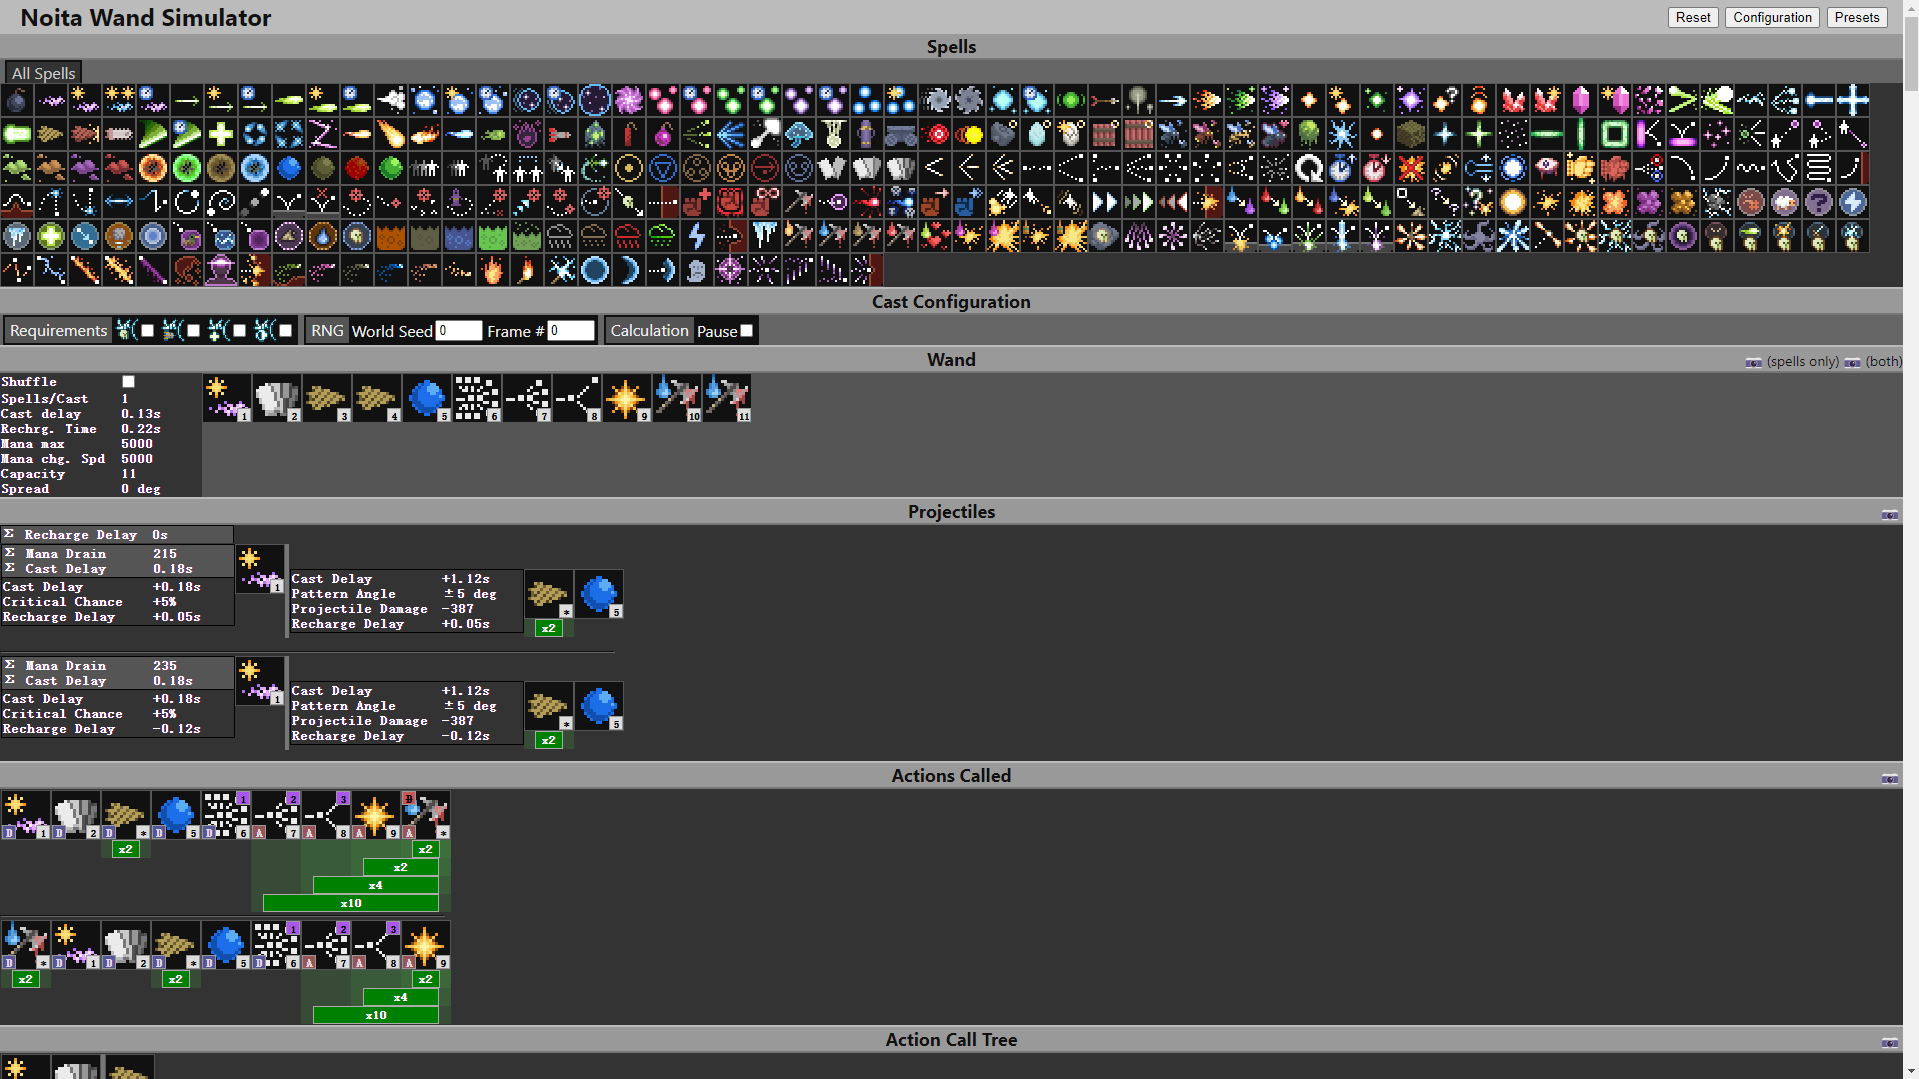 Noita Wand Simulator
Reset
Configuration
Presets
Spells
All Spells
Cast Configuration
Requirements
RNG World Seed 0 Frame # 0
Calculation Pause
Wand
(spells only) (both)
Shuffle
Spells/Cast 1
Cast delay 0.13s
Rechrg. Time 0.22s
Mana max 5000
Mana chg. Spd 5000
Capacity 11
Spread 0 deg
1 2 3 4 5 6 7 8 9 10 11
Projectiles
Σ Recharge Delay 0s
Σ Mana Drain 215
Σ Cast Delay 0.18s
Cast Delay +0.18s
Critical Chance +5%
Recharge Delay +0.05s
1
Cast Delay +1.12s
Pattern Angle ±5 deg
Projectile Damage -387
Recharge Delay +0.05s
* 5
x2
Σ Mana Drain 235
Σ Cast Delay 0.18s
Cast Delay +0.18s
Critical Chance +5%
Recharge Delay -0.12s
1
Cast Delay +1.12s
Pattern Angle ±5 deg
Projectile Damage -387
Recharge Delay -0.12s
* 5
x2
Actions Called
1 2 3
D 1 D 2 D * D 5 D 6 A 7 A 8 A 9 A *
x2 x2
x2
x4
x10
1 2 3
D * D 1 D 2 D * D 5 D 6 A 7 A 8 A 9
x2 x2 x2
x4
x10
Action Call Tree